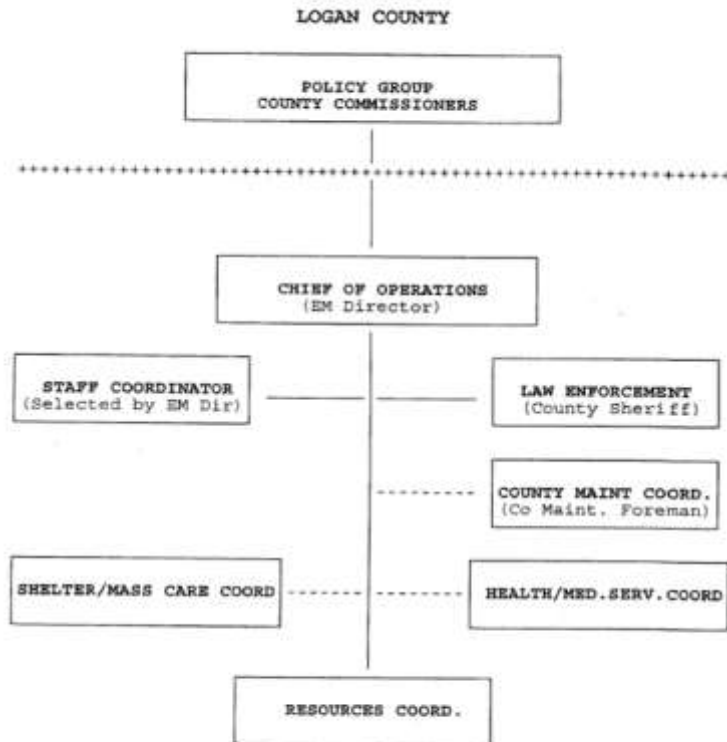 LOGAN COUNTY
POLICY GROUP
COUNTY COMMISSIONERS
++++++++++++++++++++++++++++++++++++++++++++++++++++++++++++++++++++++
CHIEF OF OPERATIONS
(EM Director)
STAFF COORDINATOR
(Selected by EM Dir)
LAW ENFORCEMENT
(County Sheriff)
COUNTY MAINT COORD.
(Co Maint. Foreman)
SHELTER/MASS CARE COORD
HEALTH/MED.SERV.COORD
RESOURCES COORD.